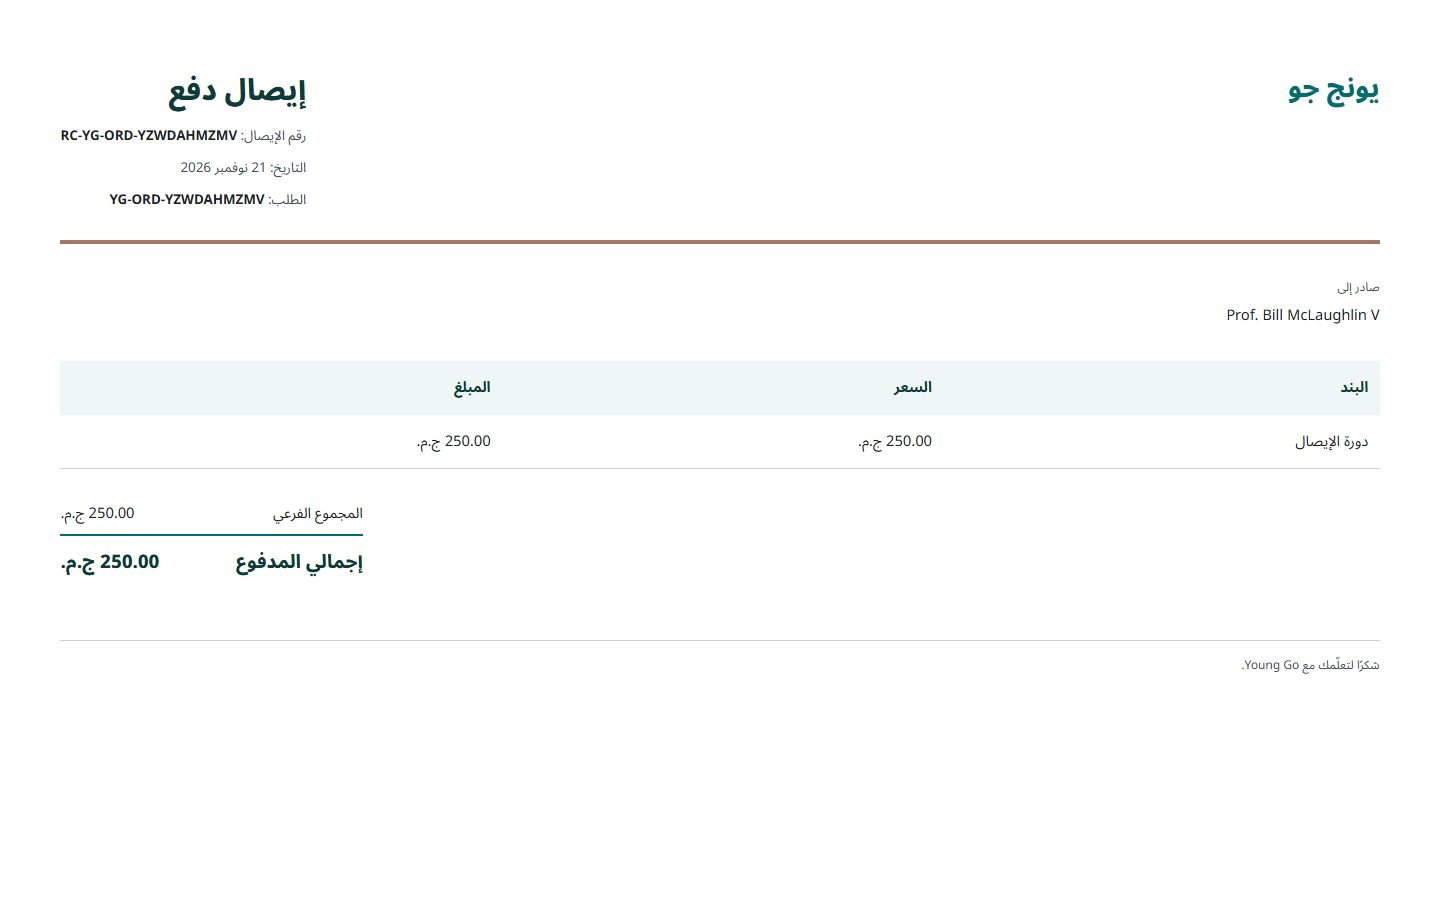 يونج جو
إيصال دفع
رقم الإيصال: RC-YG-ORD-YZWDAHMZMV
التاريخ: 21 نوفمبر 2026
الطلب: YG-ORD-YZWDAHMZMV
صادر إلى
Prof. Bill McLaughlin V
البند السعر المبلغ
دورة الإيصال 250.00 ج.م. 250.00 ج.م.
المجموع الفرعي 250.00 ج.م.
إجمالي المدفوع 250.00 ج.م.
شكرًا لتعلّمك مع Young Go.